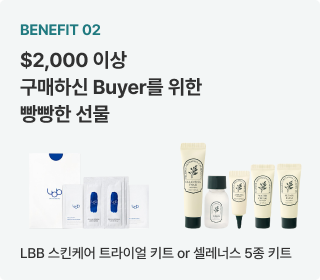 BENEFIT 02
$2,000 이상
구매하신 Buyer를 위한
빵빵한 선물
LBB 스킨케어 트라이얼 키트 or 셀레너스 5종 키트